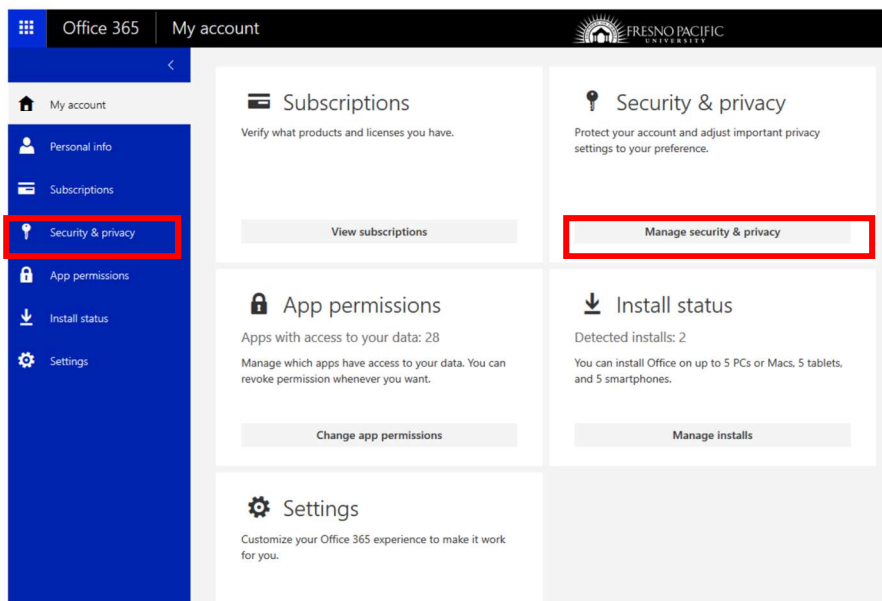 Office 365
My account
FRESNO PACIFIC
UNIVERSITY
My account
Personal info
Subscriptions
Security & privacy
App permissions
Install status
Settings
Subscriptions
Verify what products and licenses you have.
View subscriptions
Security & privacy
Protect your account and adjust important privacy
settings to your preference.
Manage security & privacy
App permissions
Apps with access to your data: 28
Manage which apps have access to your data. You can
revoke permission whenever you want.
Change app permissions
Install status
Detected installs: 2
You can install Office on up to 5 PCs or Macs, 5 tablets,
and 5 smartphones.
Manage installs
Settings
Customize your Office 365 experience to make it work
for you.